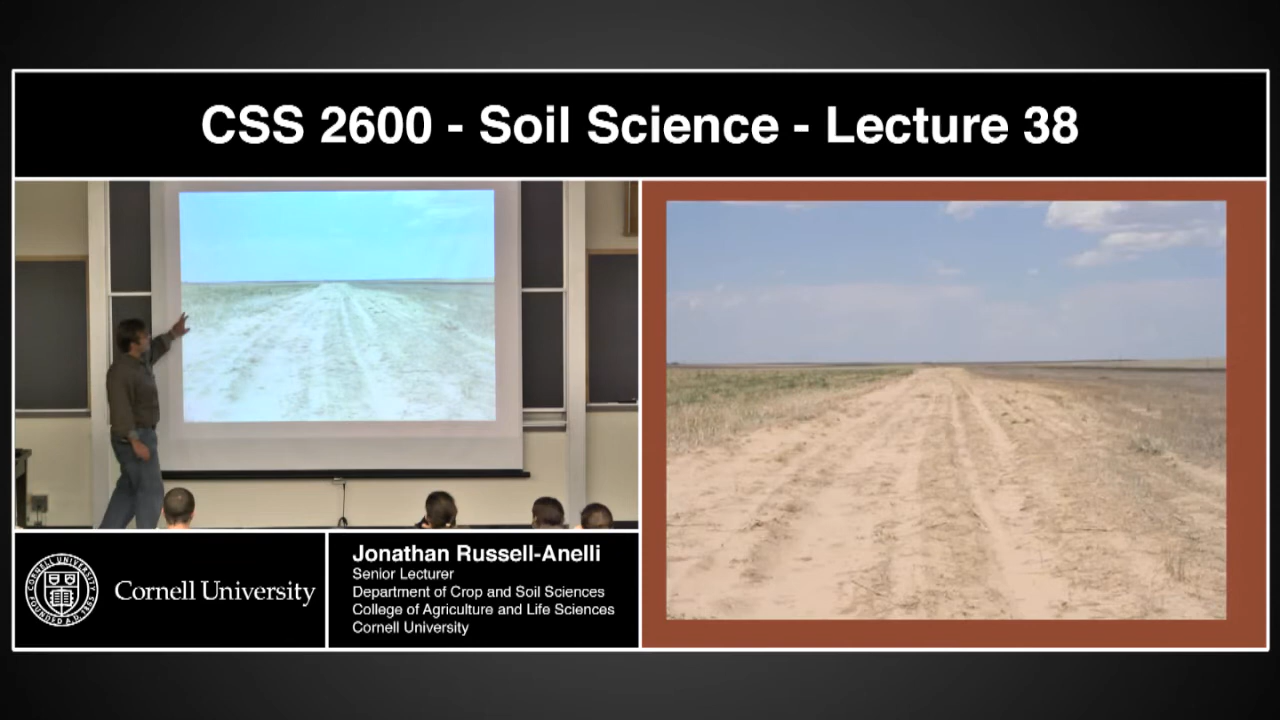 CSS 2600 - Soil Science - Lecture 38
Cornell University
Jonathan Russell-Anelli
Senior Lecturer
Department of Crop and Soil Sciences
College of Agriculture and Life Sciences
Cornell University